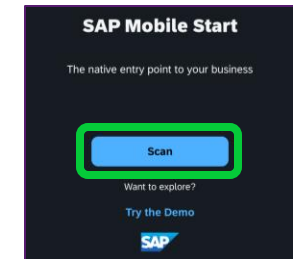 SAP Mobile Start
The native entry point to your business
Scan
Want to explore?
Try the Demo
SAP